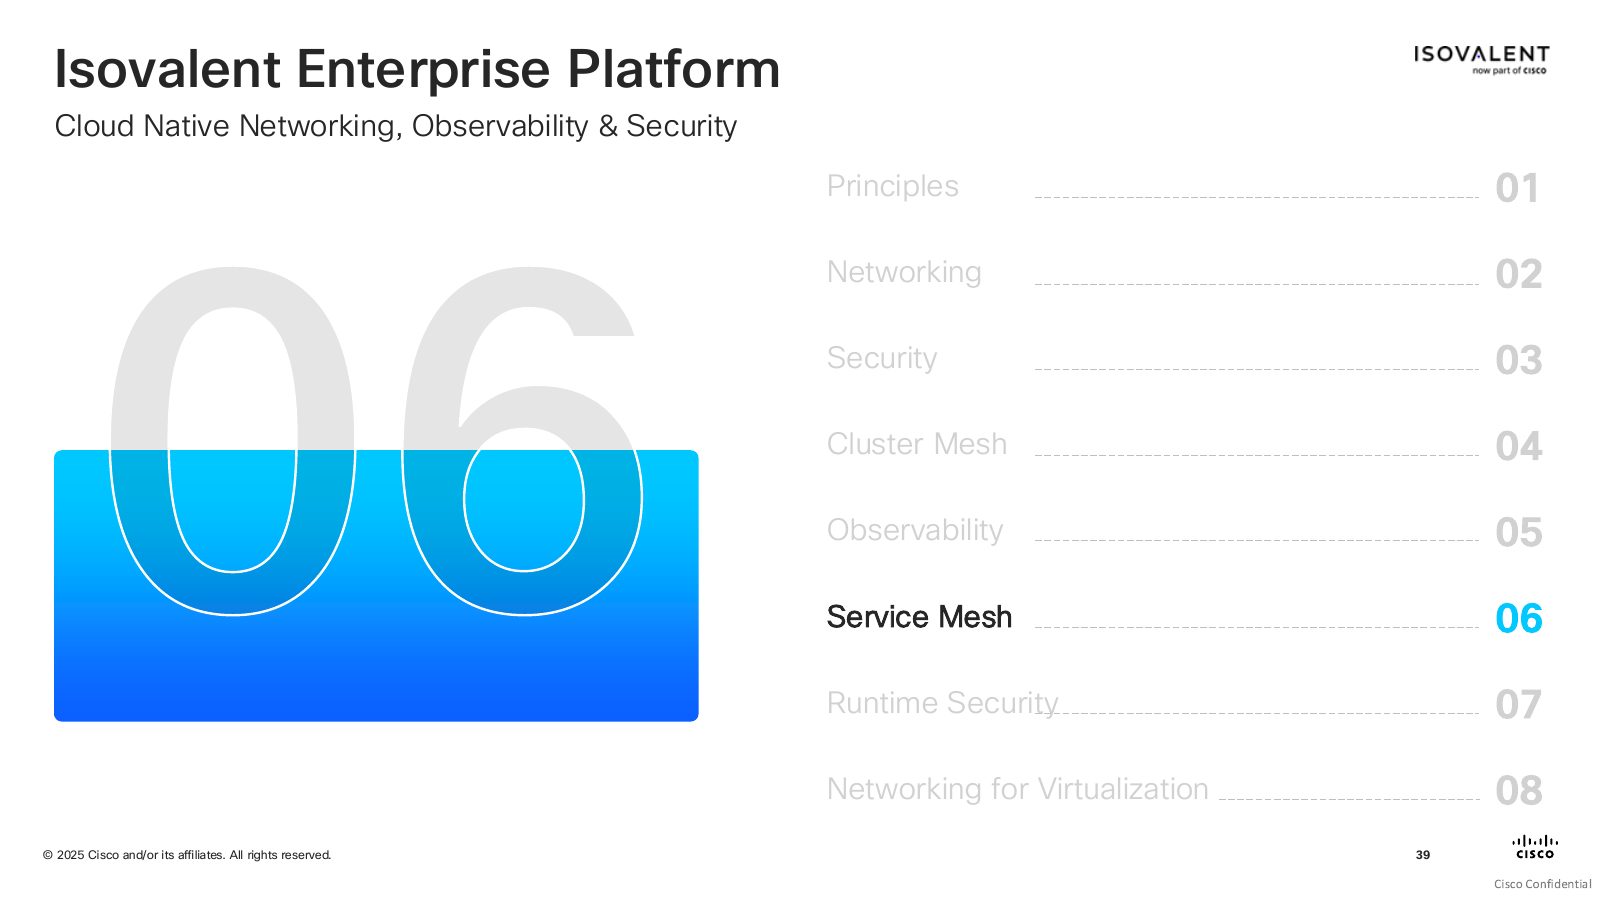 Isovalent Enterprise Platform
Cloud Native Networking, Observability & Security
ISOVALENT
now part of CISCO
06
Principles 01
Networking 02
Security 03
Cluster Mesh 04
Observability 05
Service Mesh 06
Runtime Security 07
Networking for Virtualization 08
© 2025 Cisco and/or its affiliates. All rights reserved.
39
CISCO
Cisco Confidential